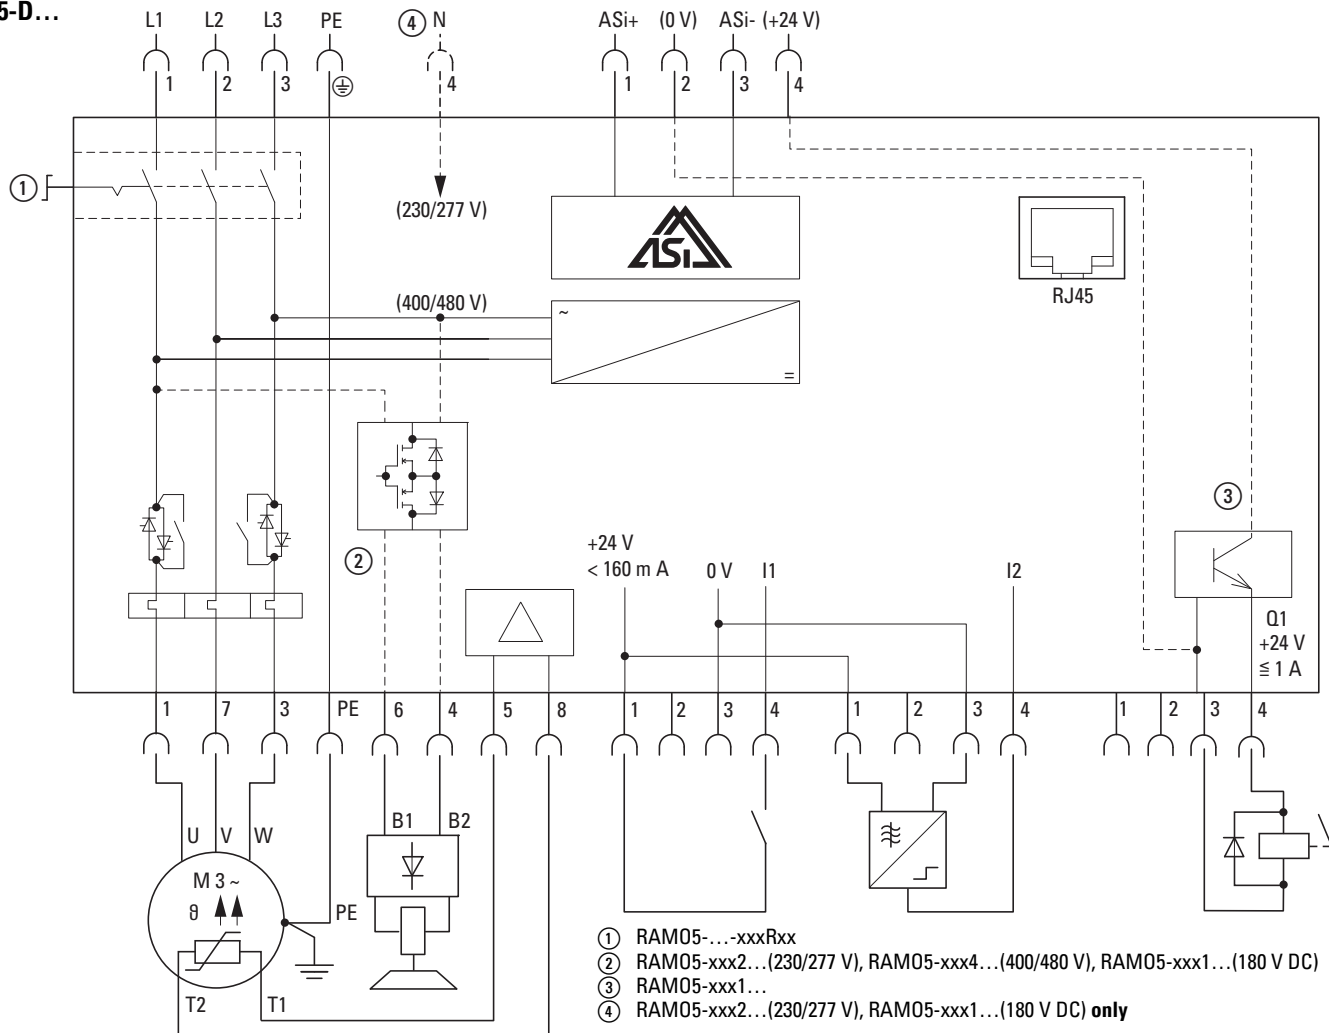 5-D...
L1 L2 L3 PE 4 N ASi+ (0 V) ASi- (+24 V)
1 2 3 4 1 2 3 4
1
(230/277 V)
ASi
RJ45
(400/480 V)
~
=
3
2
+24 V
< 160 m A 0 V I1 I2
Q1
+24 V
≦ 1 A
1 7 3 PE 6 4 5 8 1 2 3 4 1 2 3 4 1 2 3 4
U V W B1 B2
M 3 ~
ϑ
PE
T2 T1
1 RAMO5-...-xxxRxx
2 RAMO5-xxx2...(230/277 V), RAMO5-xxx4...(400/480 V), RAMO5-xxx1...(180 V DC)
3 RAMO5-xxx1...
4 RAMO5-xxx2...(230/277 V), RAMO5-xxx1...(180 V DC) only